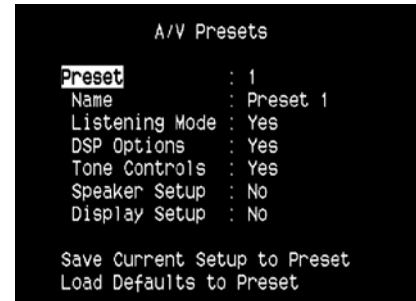 A/V Presets
Preset : 1
Name : Preset 1
Listening Mode : Yes
DSP Options : Yes
Tone Controls : Yes
Speaker Setup : No
Display Setup : No
Save Current Setup to Preset
Load Defaults to Preset